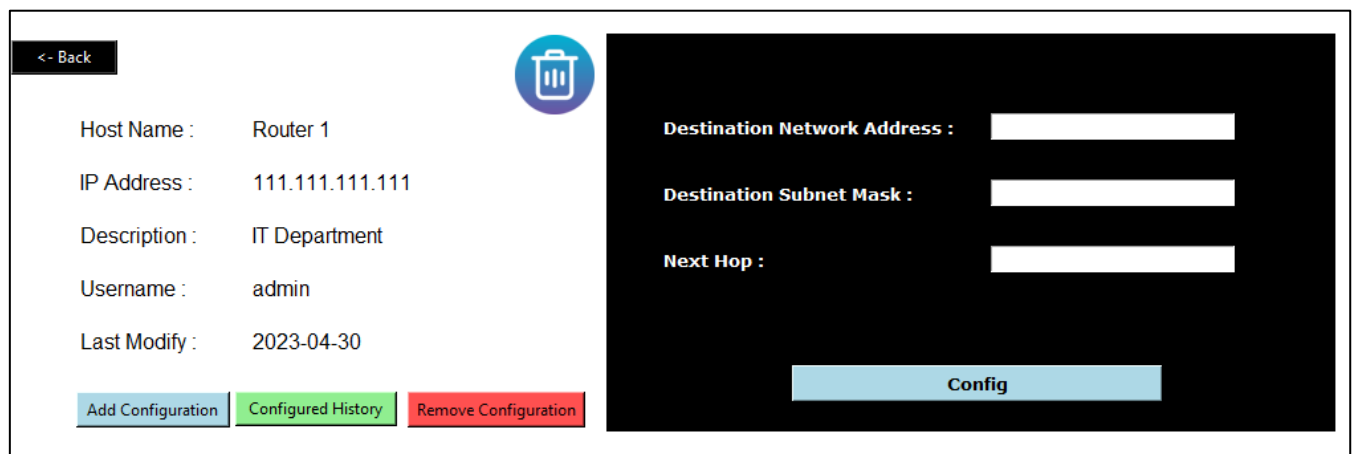 <- Back
Host Name : Router 1
IP Address : 111.111.111.111
Description : IT Department
Username : admin
Last Modify : 2023-04-30
Add Configuration Configured History Remove Configuration
Destination Network Address :
Destination Subnet Mask :
Next Hop :
Config